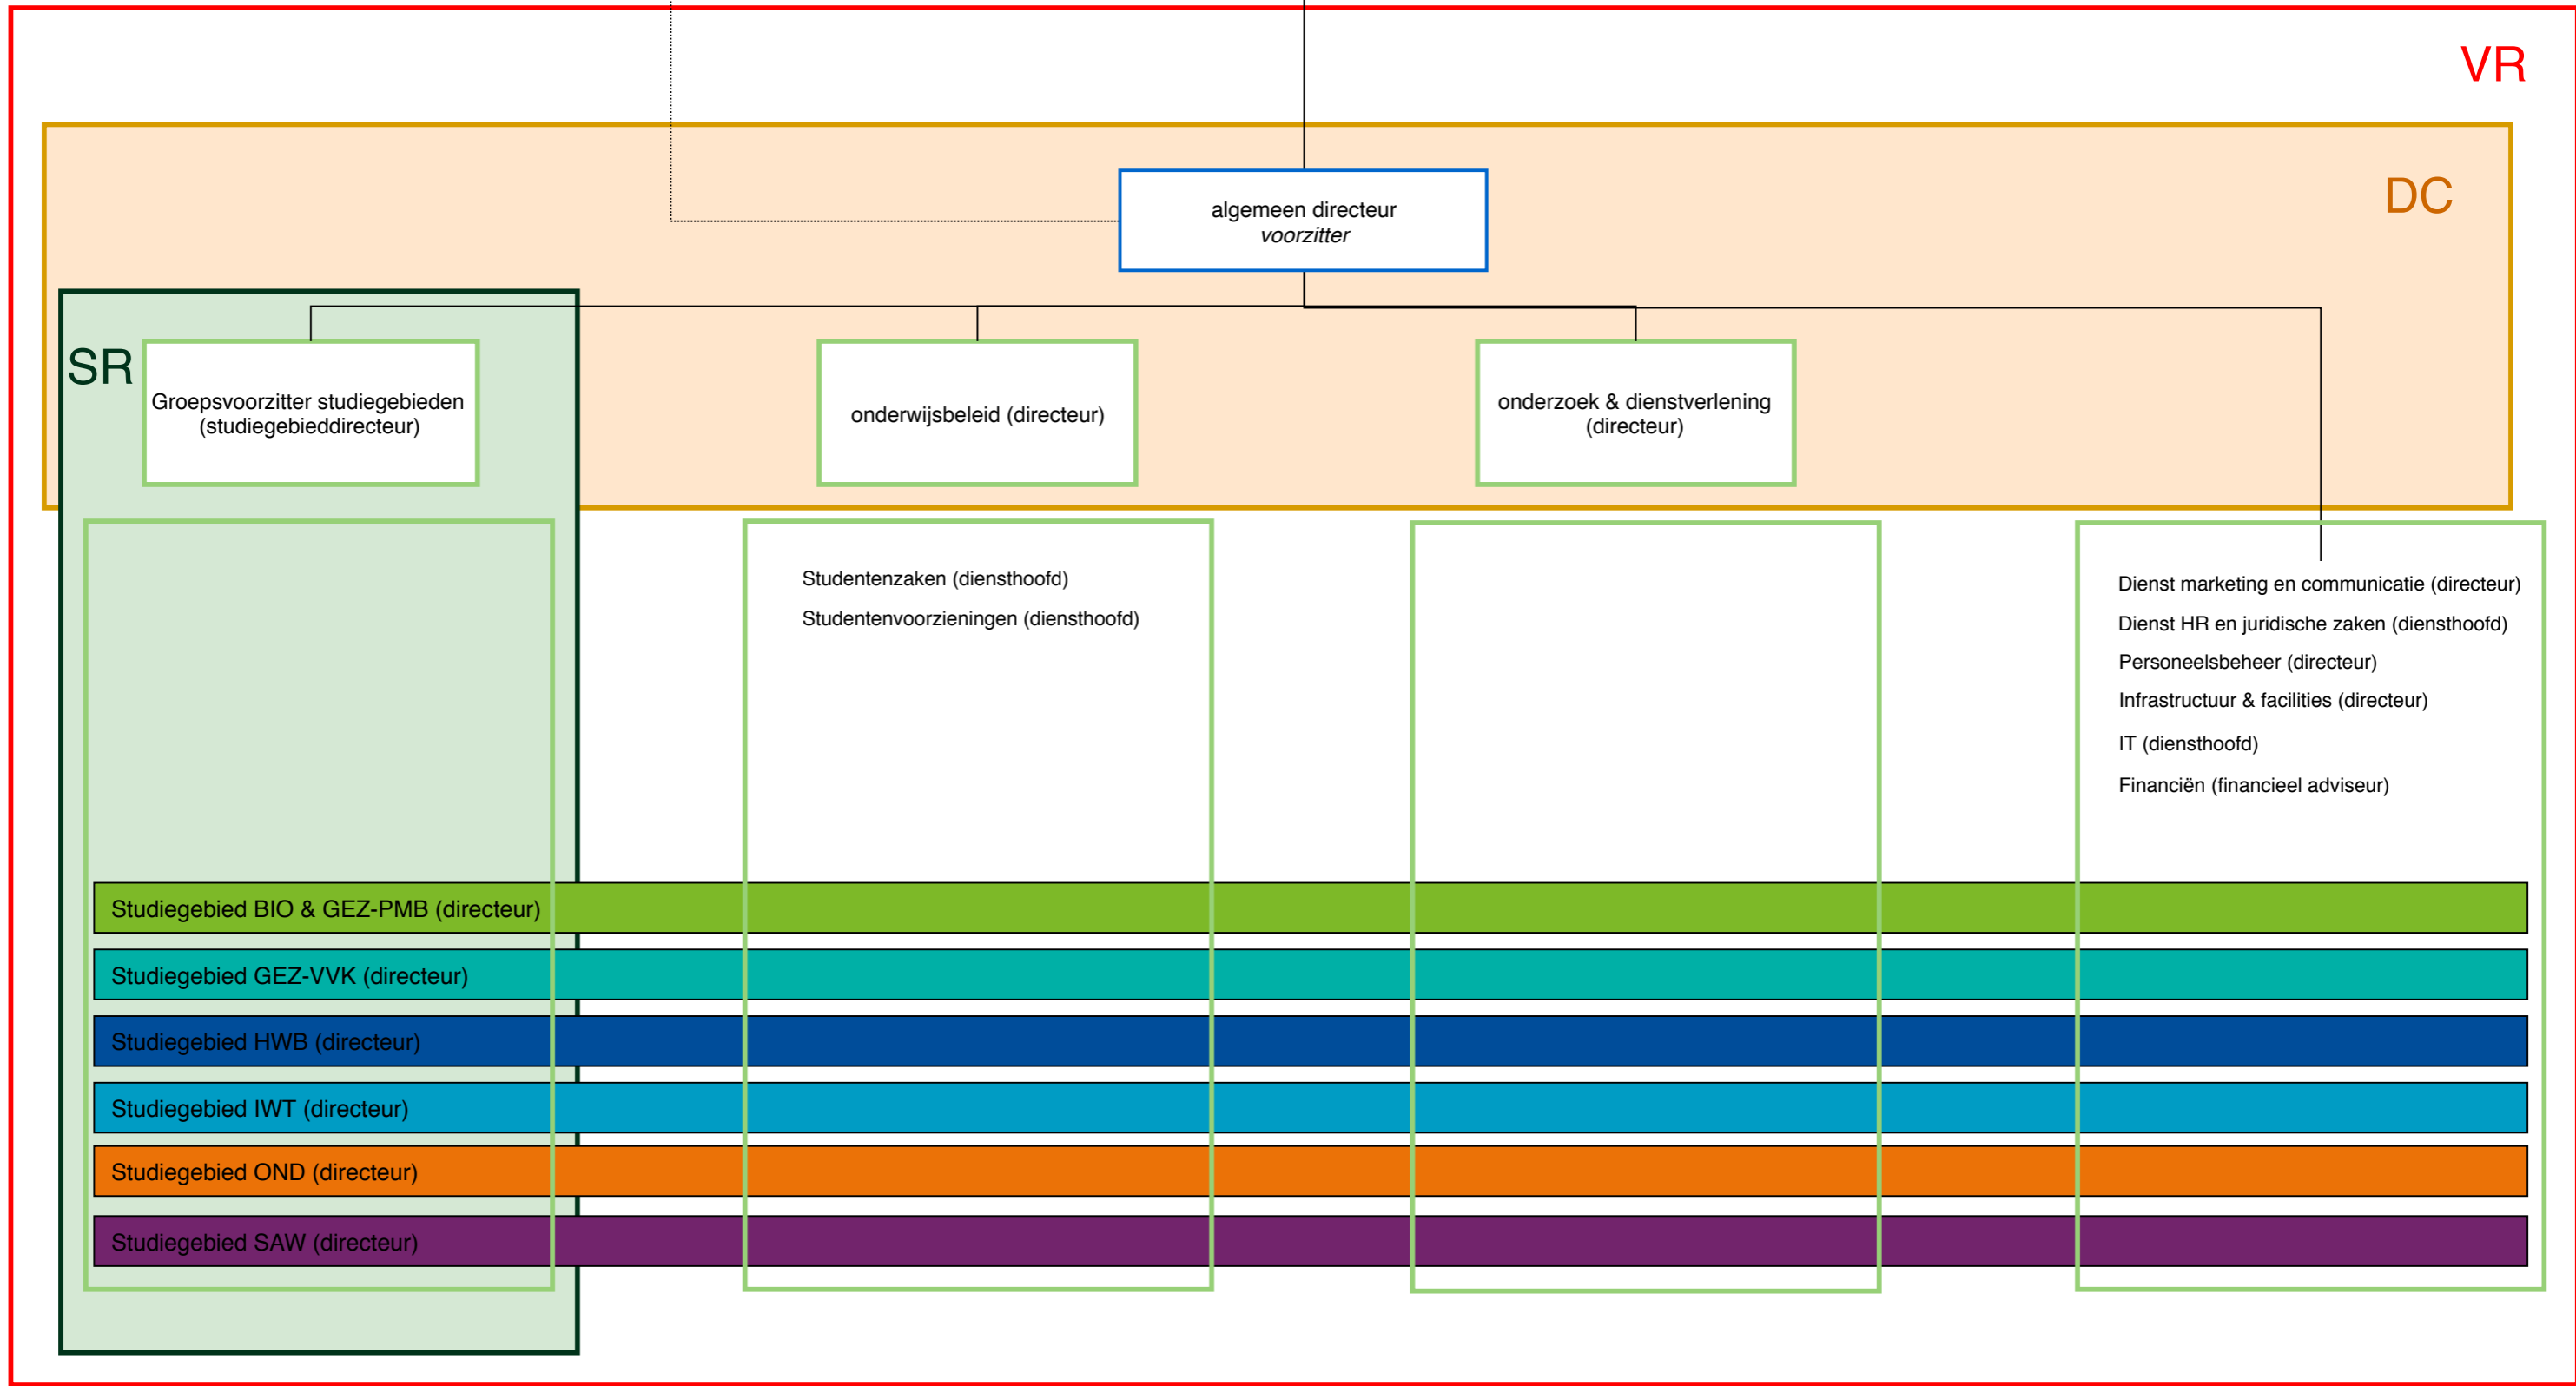 VR
DC
algemeen directeur
voorzitter
SR
Groepsvoorzitter studiegebieden
(studiegebieddirecteur)
onderwijsbeleid (directeur)
onderzoek & dienstverlening
(directeur)
Studentenzaken (diensthoofd)
Studentenvoorzieningen (diensthoofd)
Dienst marketing en communicatie (directeur)
Dienst HR en juridische zaken (diensthoofd)
Personeelsbeheer (directeur)
Infrastructuur & facilities (directeur)
IT (diensthoofd)
Financiën (financieel adviseur)
Studiegebied BIO & GEZ-PMB (directeur)
Studiegebied GEZ-VVK (directeur)
Studiegebied HWB (directeur)
Studiegebied IWT (directeur)
Studiegebied OND (directeur)
Studiegebied SAW (directeur)